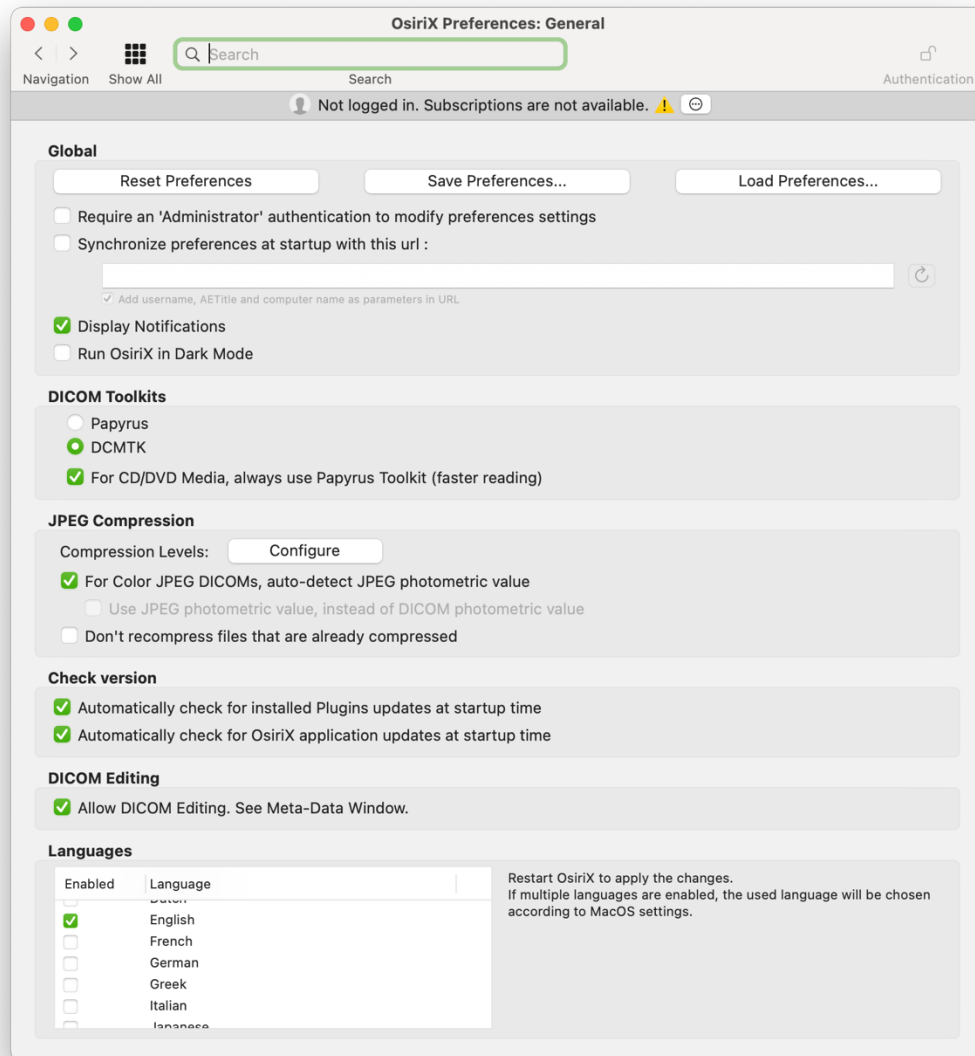 OsiriX Preferences: General
Search
Navigation
Show All
Search
Authentication
Not logged in. Subscriptions are not available.
Global
Reset Preferences
Save Preferences...
Load Preferences...
Require an 'Administrator' authentication to modify preferences settings
Synchronize preferences at startup with this url :
Add username, AETitle and computer name as parameters in URL
Display Notifications
Run OsiriX in Dark Mode
DICOM Toolkits
Papyrus
DCMTK
For CD/DVD Media, always use Papyrus Toolkit (faster reading)
JPEG Compression
Compression Levels:
Configure
For Color JPEG DICOMs, auto-detect JPEG photometric value
Use JPEG photometric value, instead of DICOM photometric value
Don't recompress files that are already compressed
Check version
Automatically check for installed Plugins updates at startup time
Automatically check for OsiriX application updates at startup time
DICOM Editing
Allow DICOM Editing. See Meta-Data Window.
Languages
Enabled
Language
Dutch
English
French
German
Greek
Italian
Japanese
Restart OsiriX to apply the changes.
If multiple languages are enabled, the used language will be chosen
according to MacOS settings.